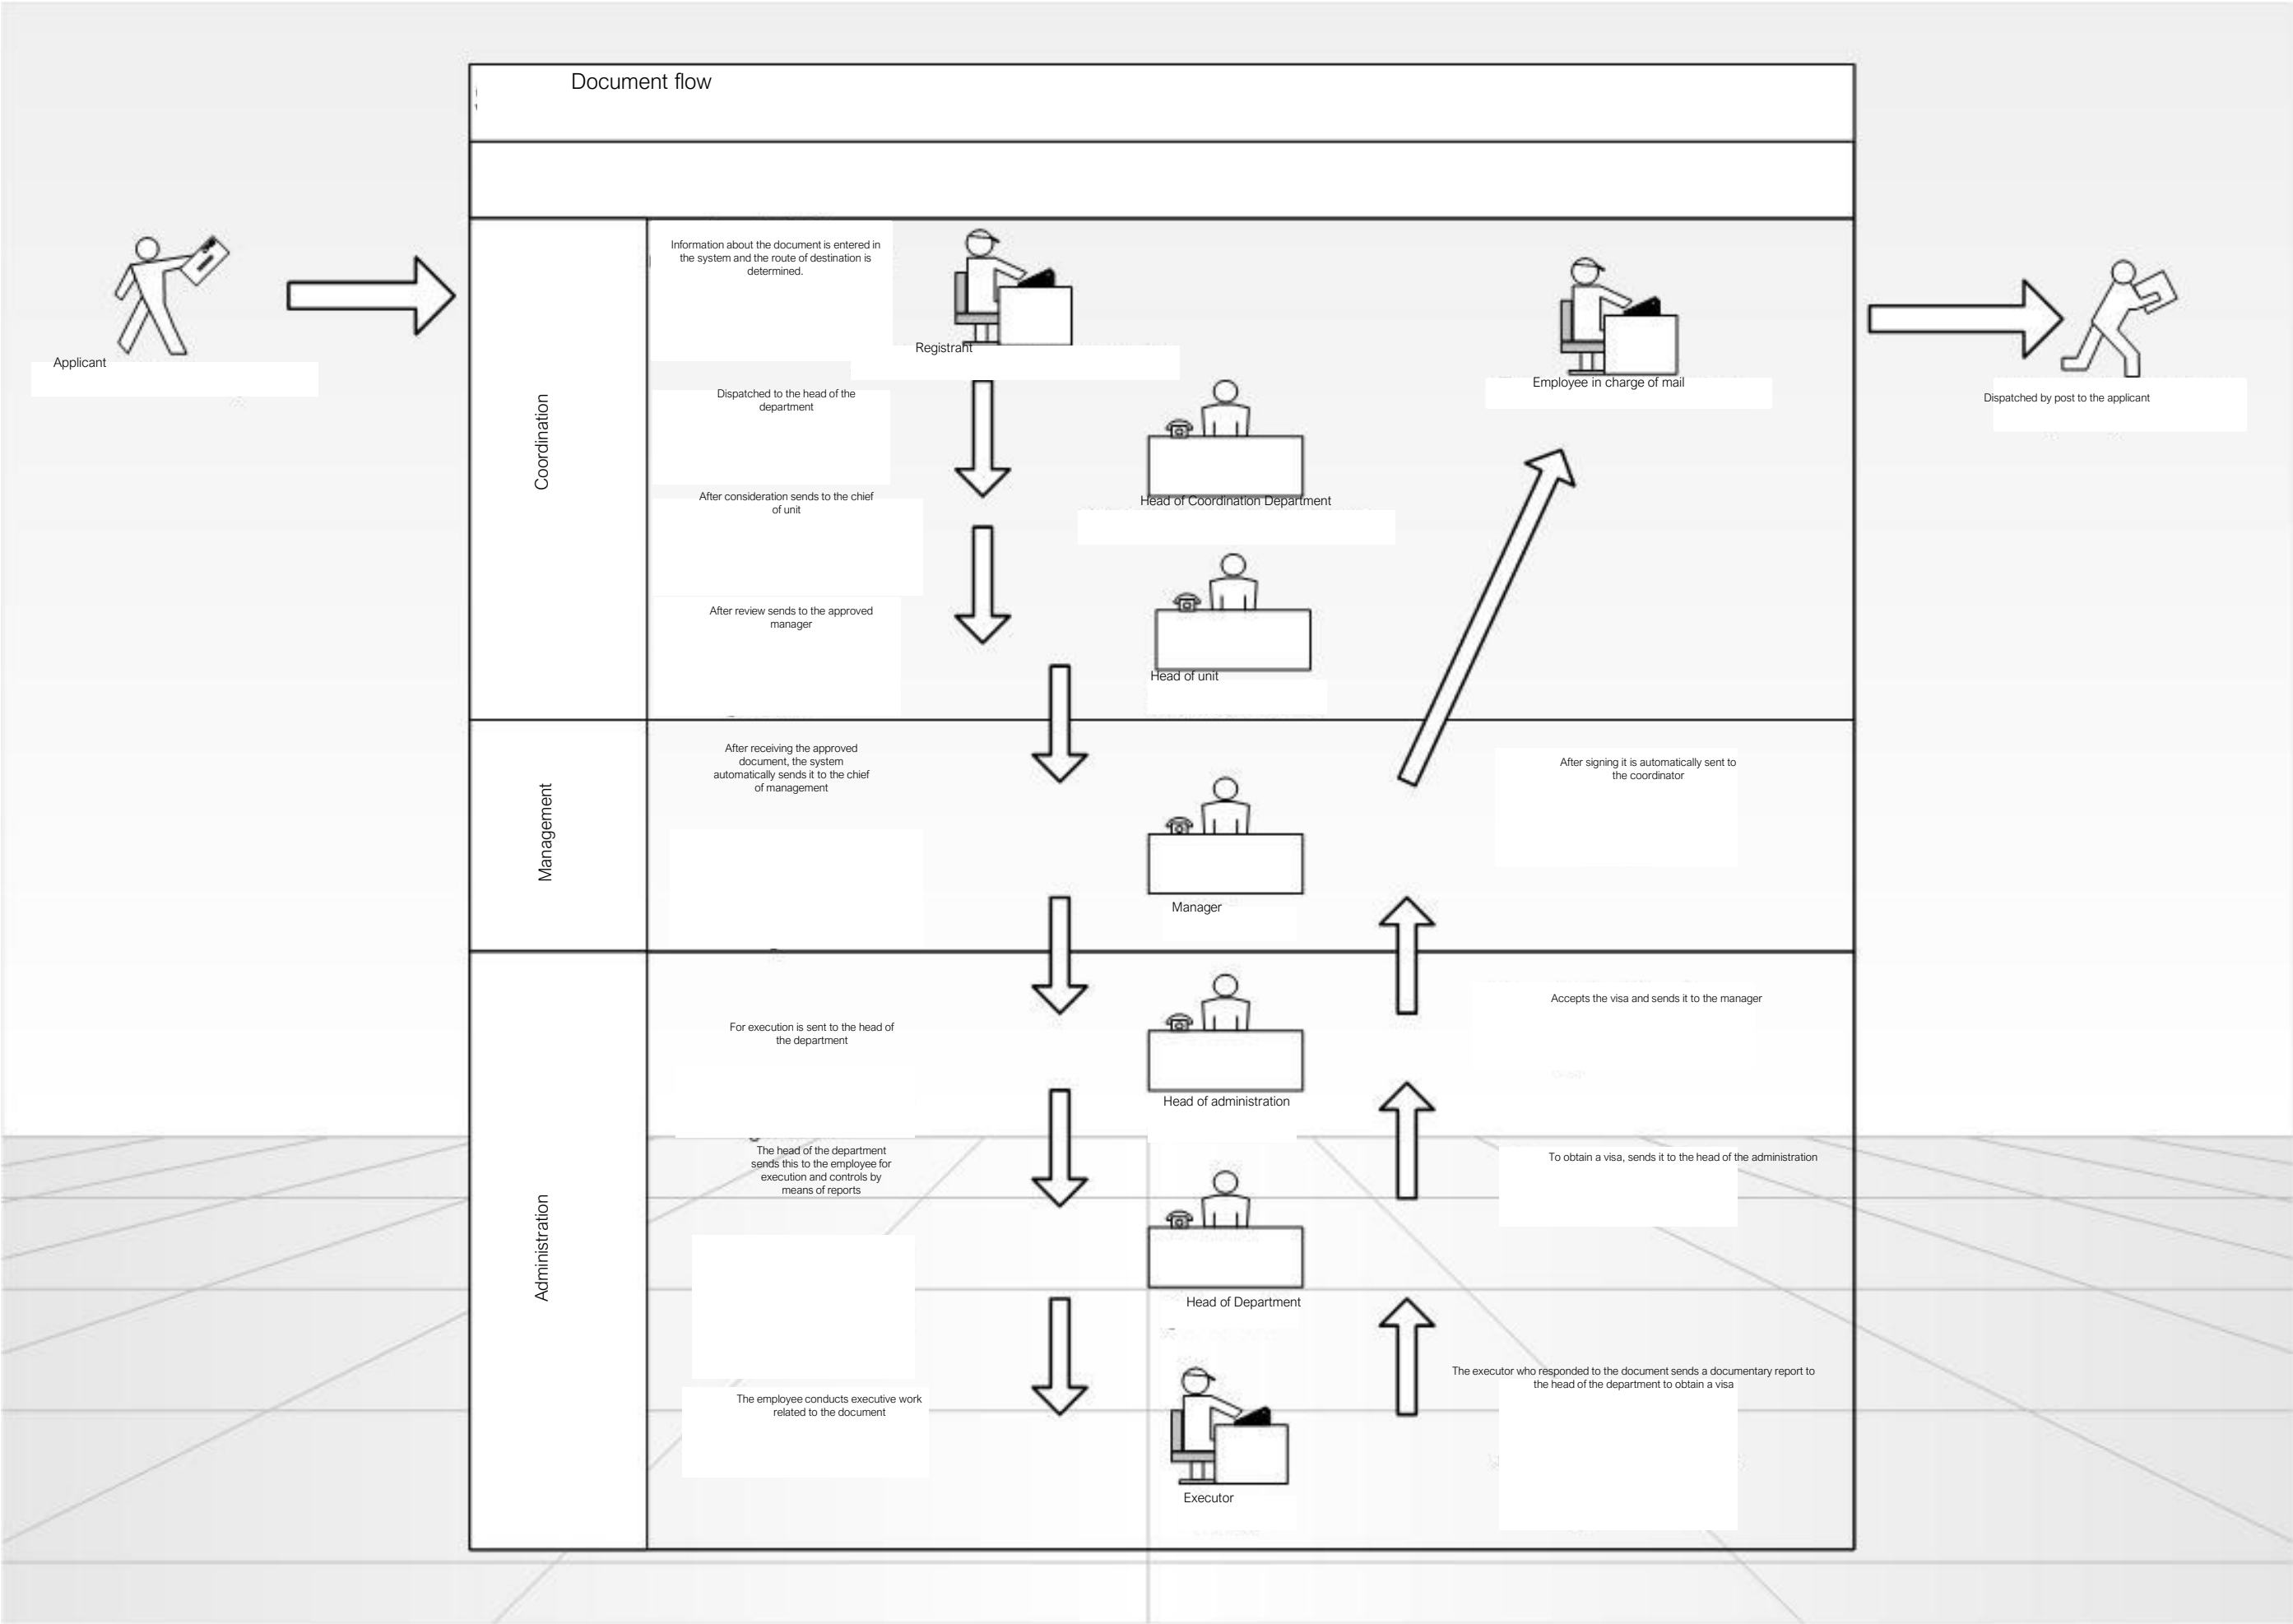 Document flow
Information about the document is entered in
the system and the route of destination is
determined.
Registrant
Applicant
Employee in charge of mail
Dispatched by post to the applicant
Coordination
Dispatched to the head of the
department
Head of Coordination Department
After consideration sends to the chief
of unit
After review sends to the approved
manager
Head of unit
Management
After receiving the approved
document, the system
automatically sends it to the chief
of management
After signing it is automatically sent to
the coordinator
Manager
Administration
For execution is sent to the head of
the department
Accepts the visa and sends it to the manager
Head of administration
The head of the department
sends this to the employee for
execution and controls by
means of reports
To obtain a visa, sends it to the head of the administration
Head of Department
The employee conducts executive work
related to the document
The executor who responded to the document sends a documentary report to
the head of the department to obtain a visa
Executor